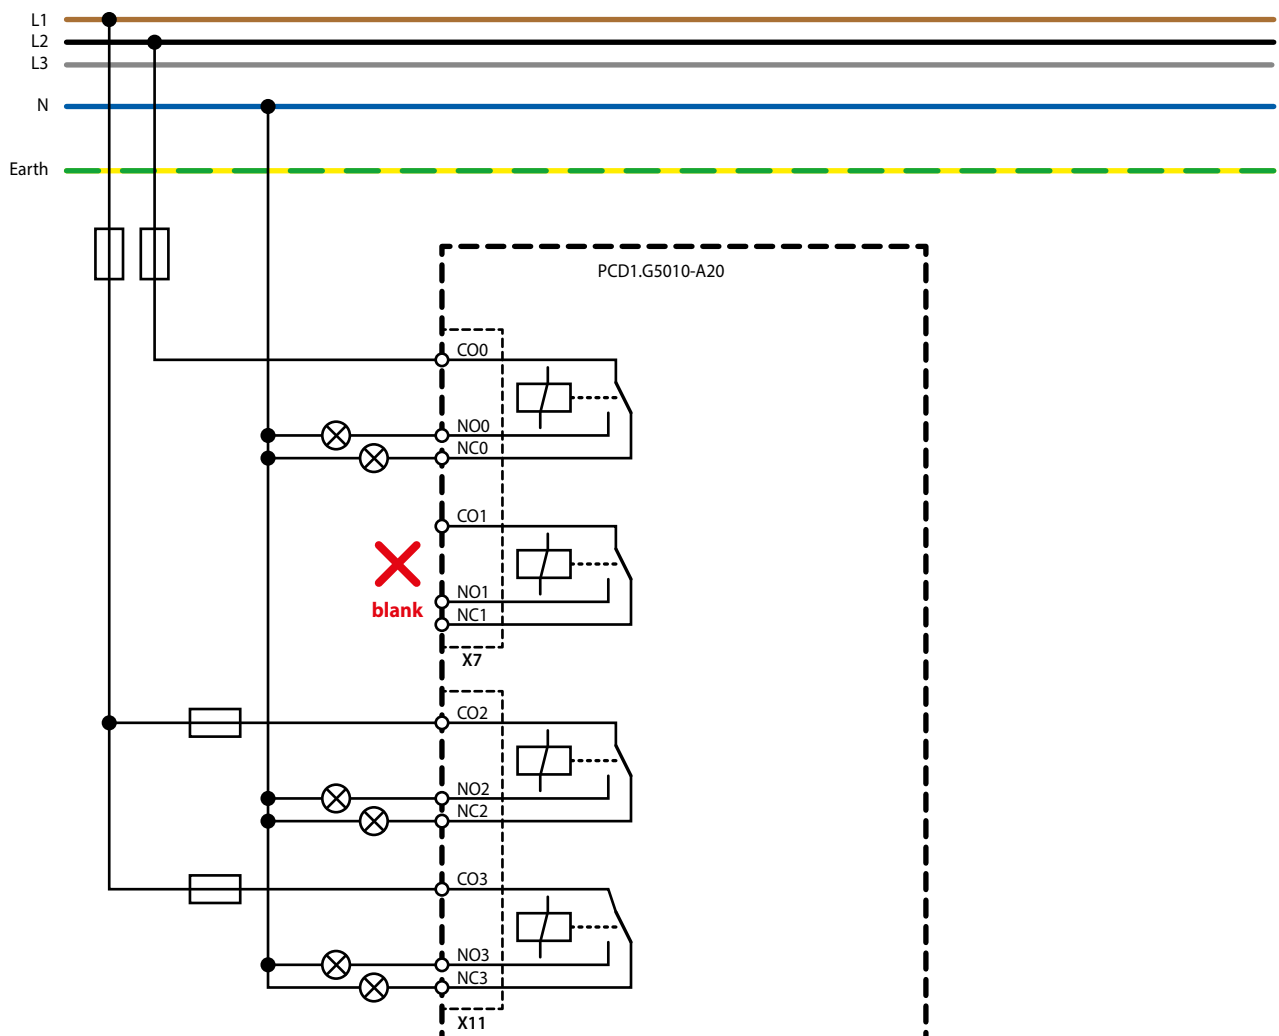 L1
L2
L3
N
Earth
PCD1.G5010-A20
CO0
NO0
NC0
CO1
NO1
blank
NC1
X7
CO2
NO2
NC2
CO3
NO3
NC3
X11